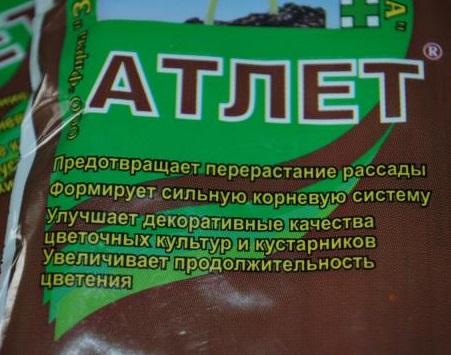 АТЛЕТ®
Предотвращает перерастание рассады
Формирует сильную корневую систему
Улучшает декоративные качества
цветочных культур и кустарников
Увеличивает продолжительность
цветения